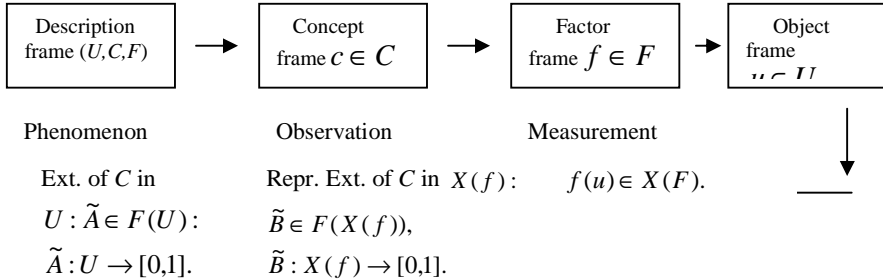 Description
frame (U,C,F)
Concept
frame c ∈ C
Factor
frame f ∈ F
Object
frame
u ∈ U
Phenomenon
Observation
Measurement
Ext. of C in
U : Ã ∈ F(U) :
Ã : U → [0,1].
Repr. Ext. of C in X(f) :
B̃ ∈ F(X(f)),
B̃ : X(f) → [0,1].
f(u) ∈ X(F).